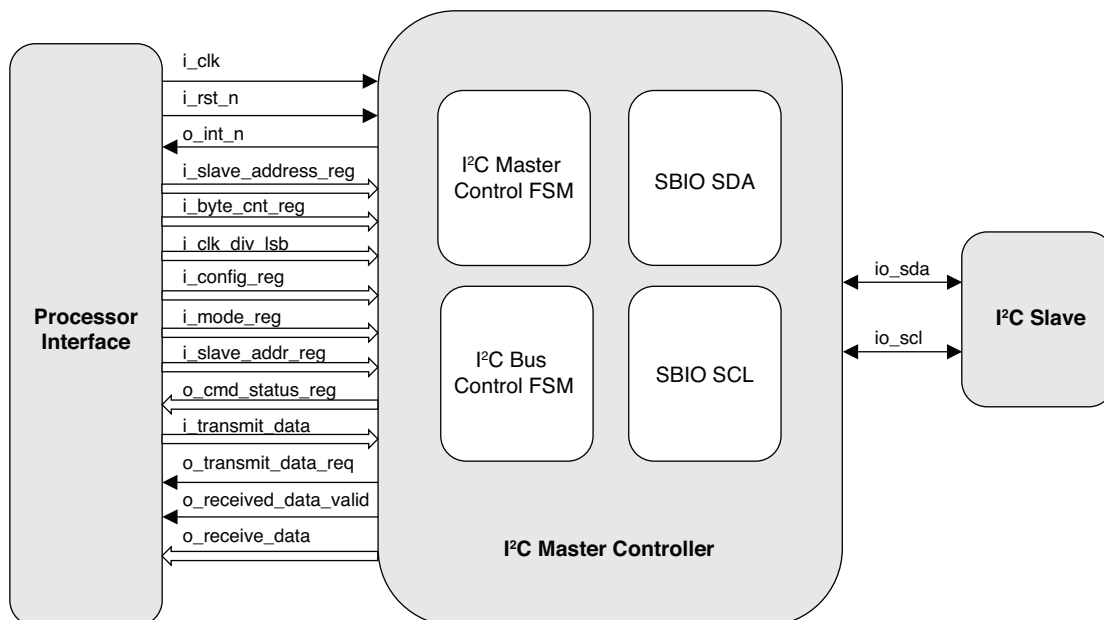 i_clk
i_rst_n
o_int_n
i_slave_address_reg
i_byte_cnt_reg
i_clk_div_lsb
i_config_reg
i_mode_reg
i_slave_addr_reg
o_cmd_status_reg
i_transmit_data
o_transmit_data_req
o_received_data_valid
o_receive_data
Processor
Interface
I²C Master
Control FSM
SBIO SDA
I²C Bus
Control FSM
SBIO SCL
I²C Master Controller
io_sda
io_scl
I²C Slave